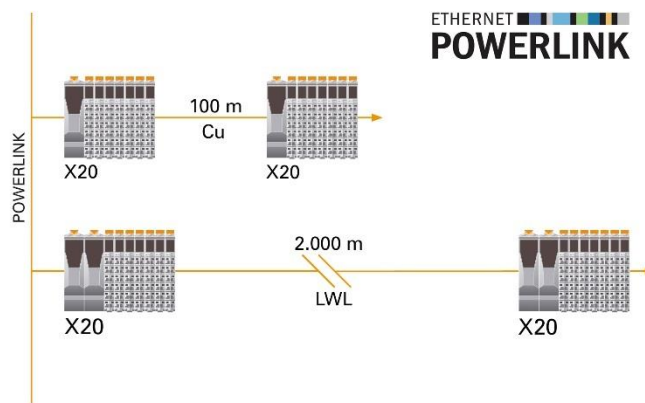 ETHERNET
POWERLINK
POWERLINK
100 m
Cu
X20
X20
2.000 m
LWL
X20
X20